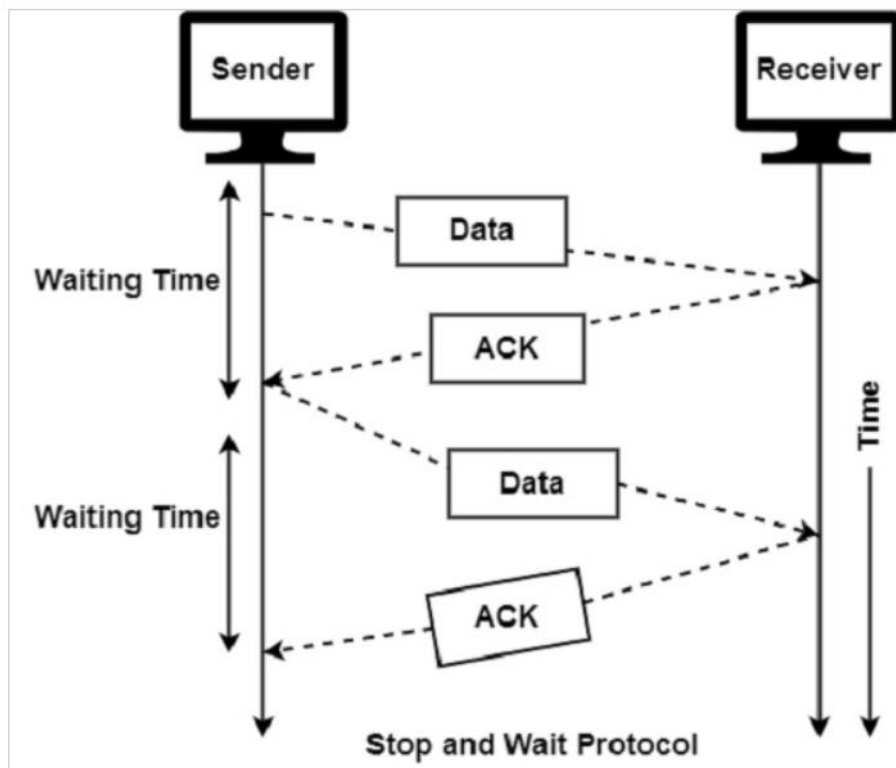 Sender
Receiver
Data
Waiting Time
ACK
Time
Data
Waiting Time
ACK
Stop and Wait Protocol